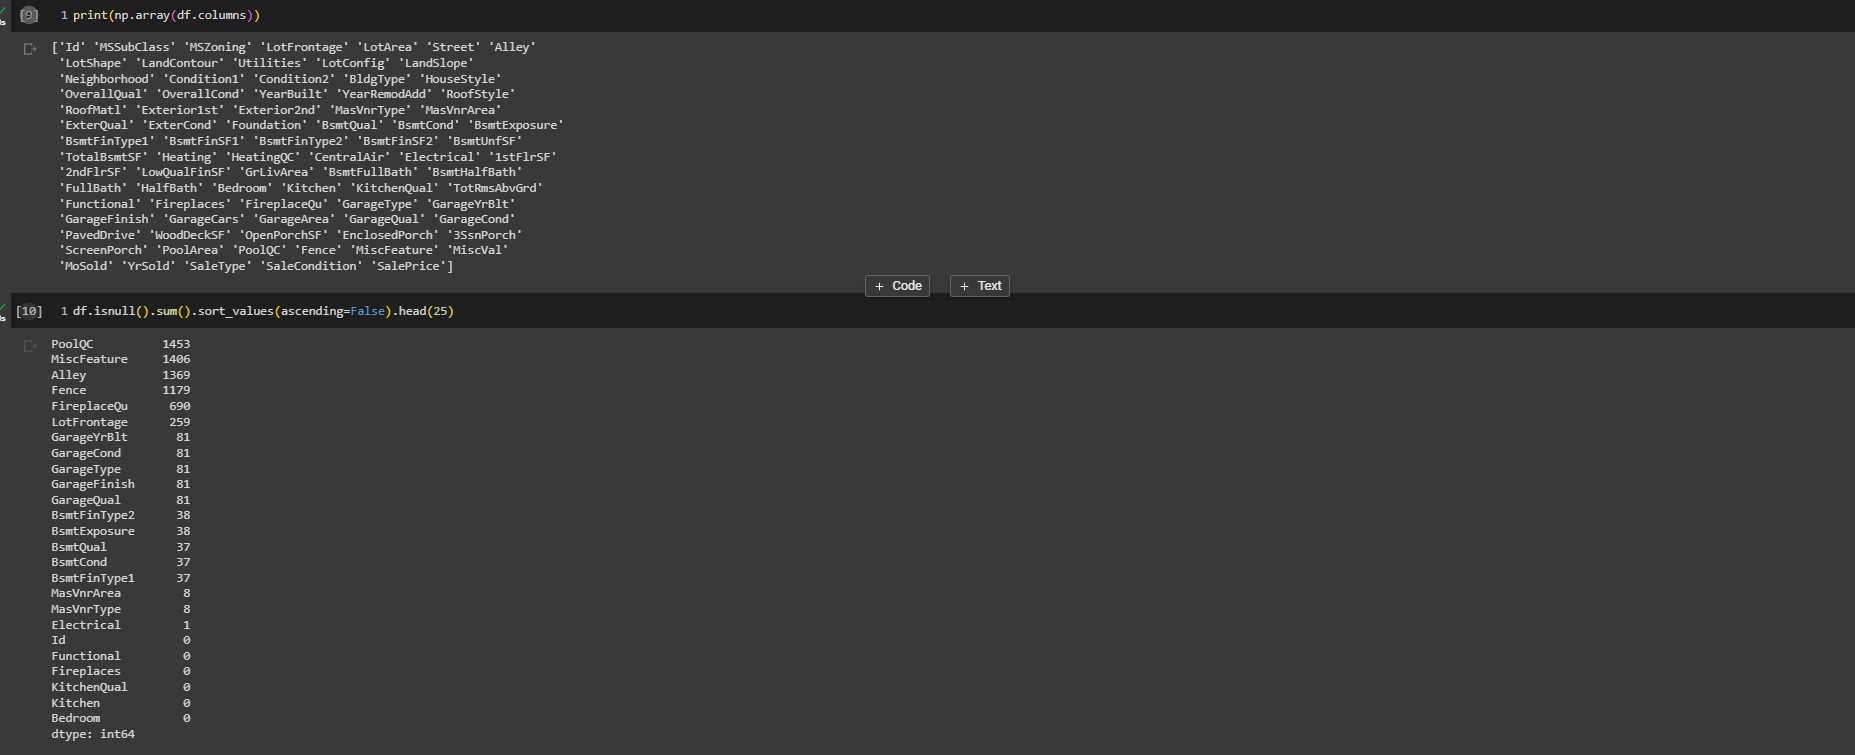 [9] 1 print(np.array(df.columns))
['Id' 'MSSubClass' 'MSZoning' 'LotFrontage' 'LotArea' 'Street' 'Alley'
'LotShape' 'LandContour' 'Utilities' 'LotConfig' 'LandSlope'
'Neighborhood' 'Condition1' 'Condition2' 'BldgType' 'HouseStyle'
'OverallQual' 'OverallCond' 'YearBuilt' 'YearRemodAdd' 'RoofStyle'
'RoofMatl' 'Exterior1st' 'Exterior2nd' 'MasVnrType' 'MasVnrArea'
'ExterQual' 'ExterCond' 'Foundation' 'BsmtQual' 'BsmtCond' 'BsmtExposure'
'BsmtFinType1' 'BsmtFinSF1' 'BsmtFinType2' 'BsmtFinSF2' 'BsmtUnfSF'
'TotalBsmtSF' 'Heating' 'HeatingQC' 'CentralAir' 'Electrical' '1stFlrSF'
'2ndFlrSF' 'LowQualFinSF' 'GrLivArea' 'BsmtFullBath' 'BsmtHalfBath'
'FullBath' 'HalfBath' 'Bedroom' 'Kitchen' 'KitchenQual' 'TotRmsAbvGrd'
'Functional' 'Fireplaces' 'FireplaceQu' 'GarageType' 'GarageYrBlt'
'GarageFinish' 'GarageCars' 'GarageArea' 'GarageQual' 'GarageCond'
'PavedDrive' 'WoodDeckSF' 'OpenPorchSF' 'EnclosedPorch' '3SsnPorch'
'ScreenPorch' 'PoolArea' 'PoolQC' 'Fence' 'MiscFeature' 'MiscVal'
'MoSold' 'YrSold' 'SaleType' 'SaleCondition' 'SalePrice']
+ Code + Text
[10] 1 df.isnull().sum().sort_values(ascending=False).head(25)
PoolQC 1453
MiscFeature 1406
Alley 1369
Fence 1179
FireplaceQu 690
LotFrontage 259
GarageYrBlt 81
GarageCond 81
GarageType 81
GarageFinish 81
GarageQual 81
BsmtFinType2 38
BsmtExposure 38
BsmtQual 37
BsmtCond 37
BsmtFinType1 37
MasVnrArea 8
MasVnrType 8
Electrical 1
Id 0
Functional 0
Fireplaces 0
KitchenQual 0
Kitchen 0
Bedroom 0
dtype: int64